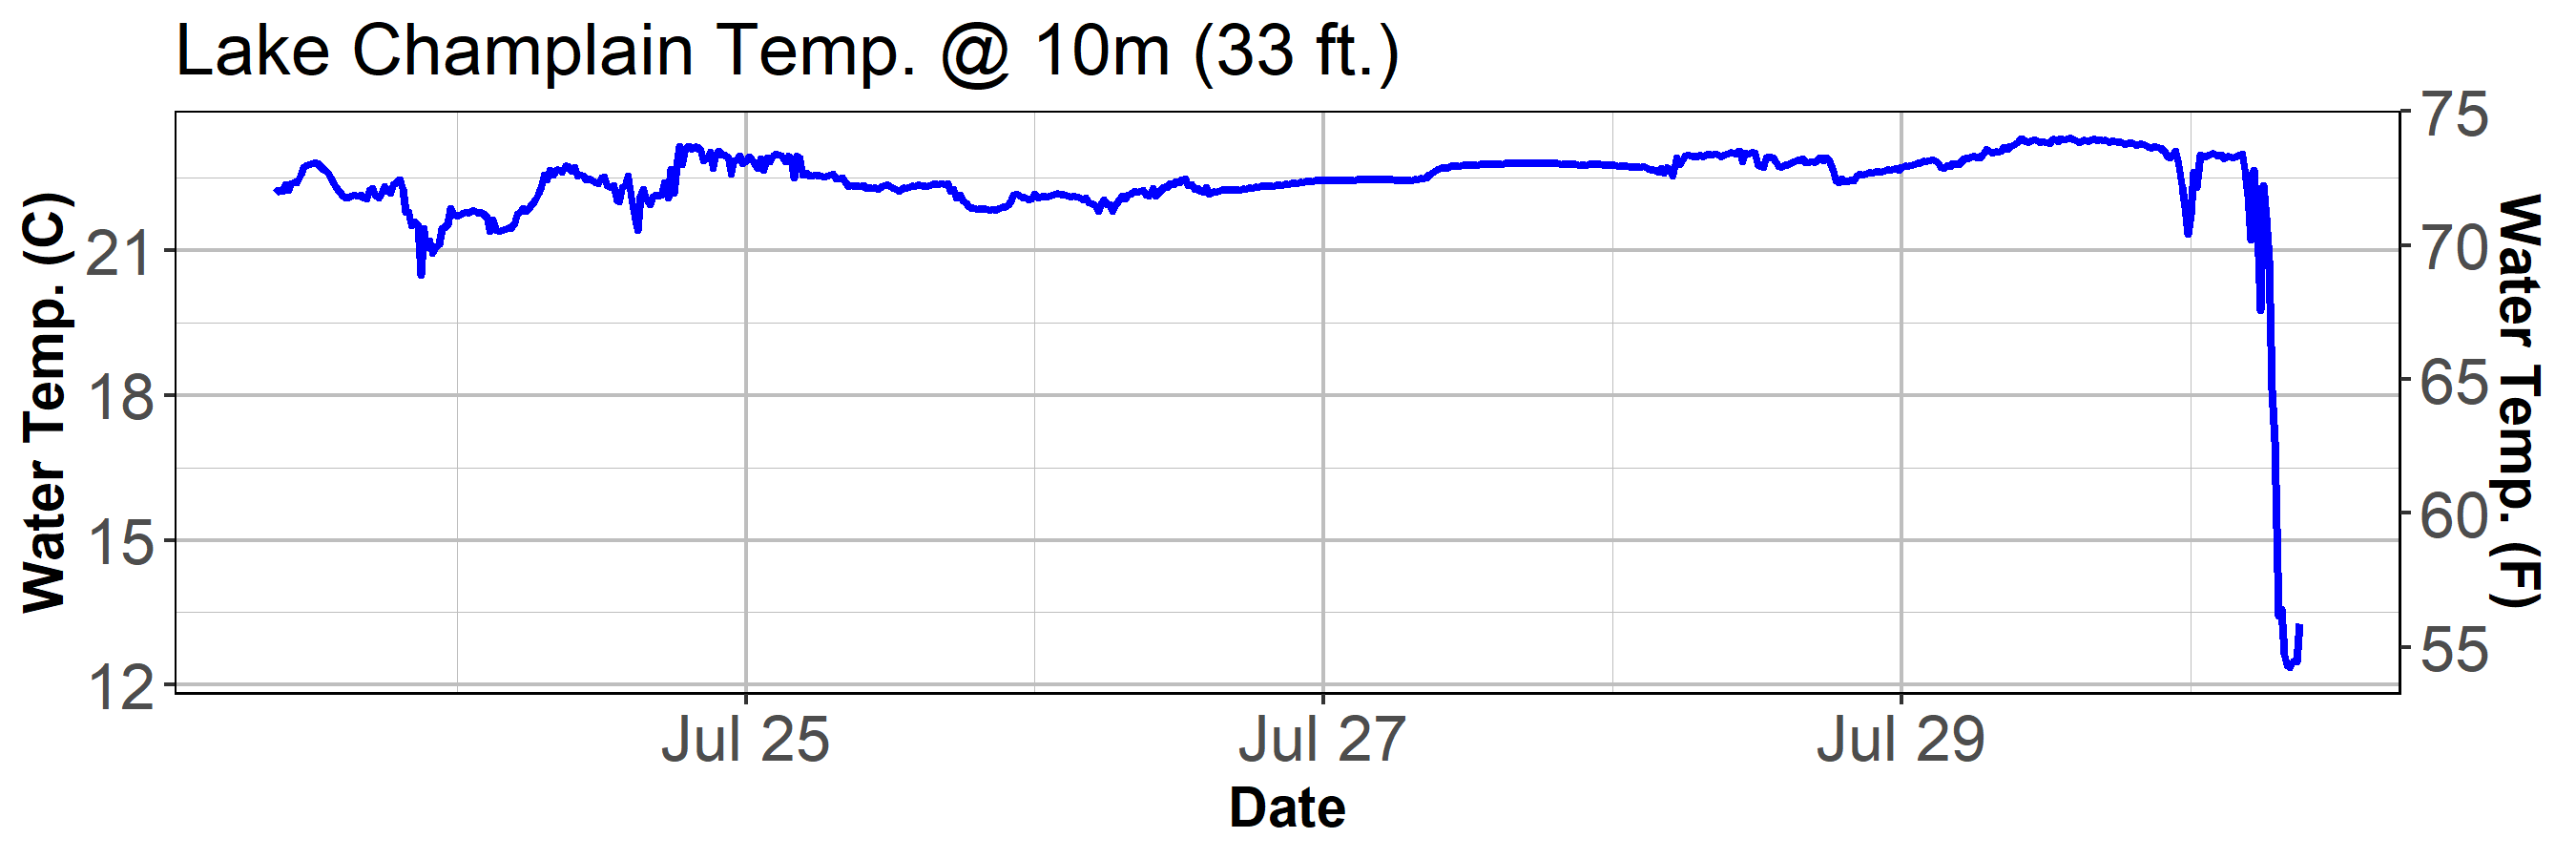 Lake Champlain Temp. @ 10m (33 ft.)
Water Temp. (C)
21
18
15
12
75
70
65
60
55
Water Temp. (F)
Jul 25
Jul 27
Jul 29
Date